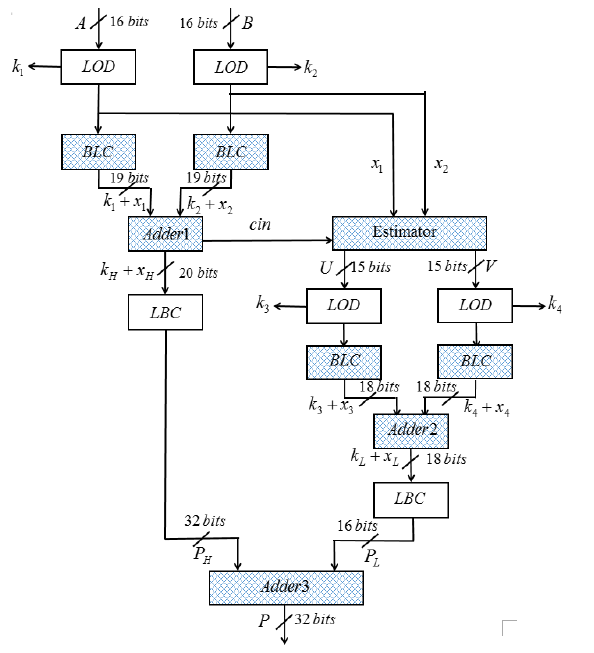 A 16 bits 16 bits B
k1 LOD LOD k2
BLC BLC
x1 x2
19 bits 19 bits
k1 + x1 k2 + x2
Adder1 cin Estimator
kH + xH 20 bits U 15 bits 15 bits V
LBC k3 LOD LOD k4
BLC BLC
18 bits 18 bits
k3 + x3 k4 + x4
Adder2
kL + xL 18 bits
LBC
32 bits 16 bits
PH PL
Adder3
P 32 bits